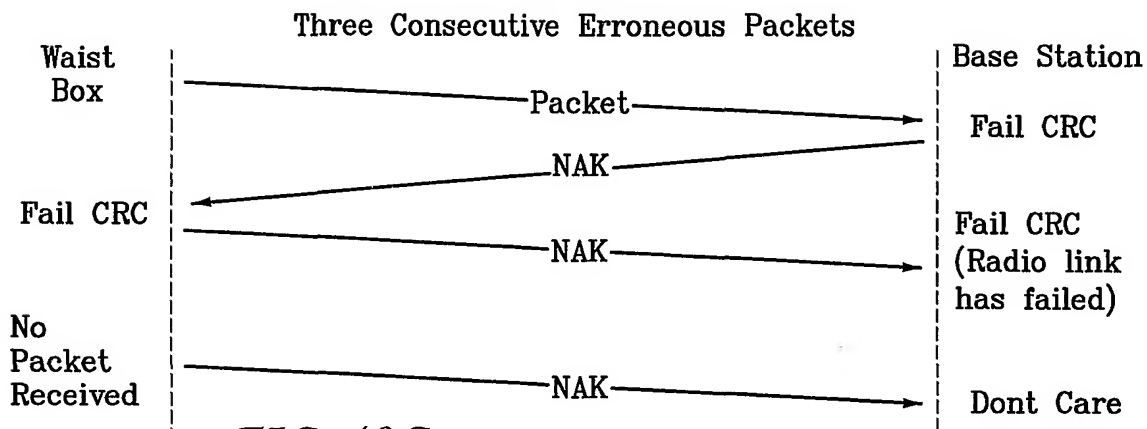 Three Consecutive Erroneous Packets
Waist
Box
Base Station
Packet
Fail CRC
NAK
Fail CRC
NAK
Fail CRC
(Radio link
has failed)
No
Packet
Received
NAK
Dont Care